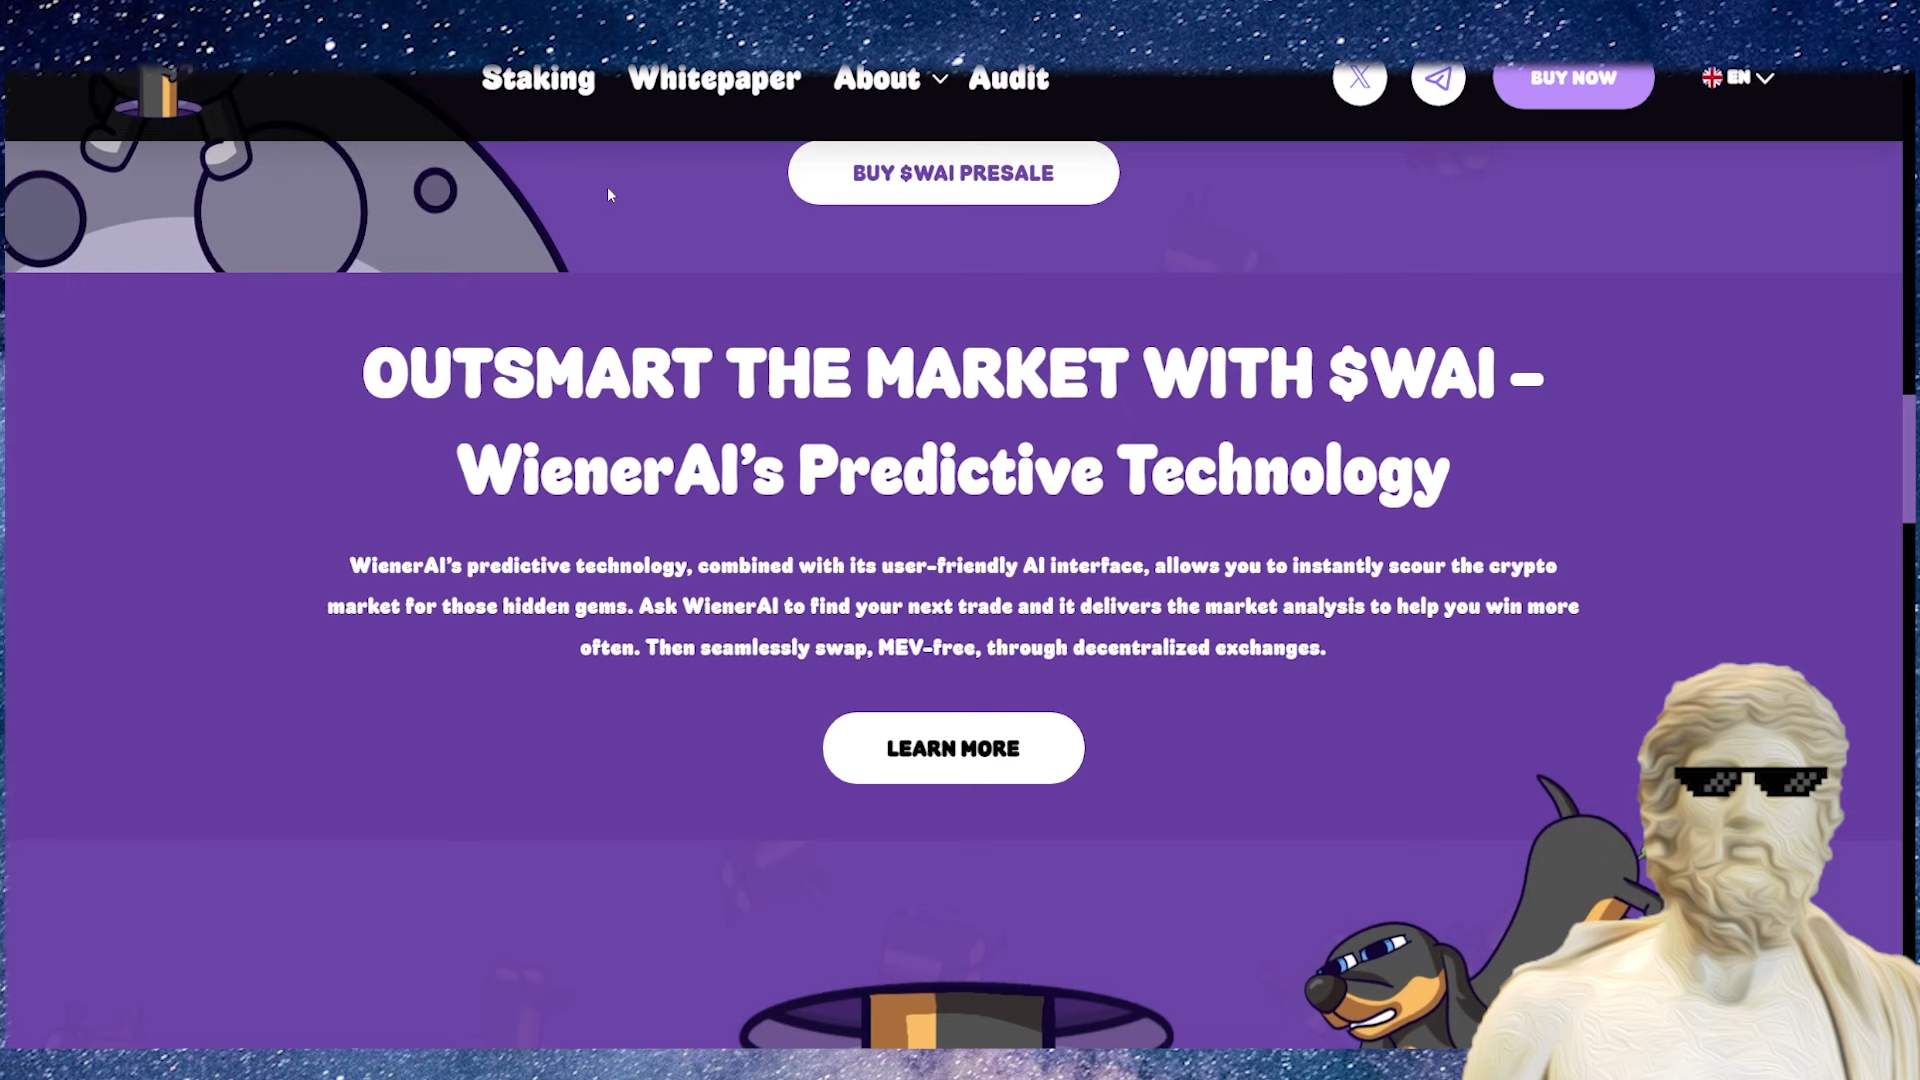 Staking Whitepaper About Audit BUY NOW EN
BUY $WAI PRESALE
OUTSMART THE MARKET WITH $WAI –
WienerAI’s Predictive Technology
WienerAI’s predictive technology, combined with its user-friendly AI interface, allows you to instantly scour the crypto
market for those hidden gems. Ask WienerAI to find your next trade and it delivers the market analysis to help you win more
often. Then seamlessly swap, MEV-free, through decentralized exchanges.
LEARN MORE